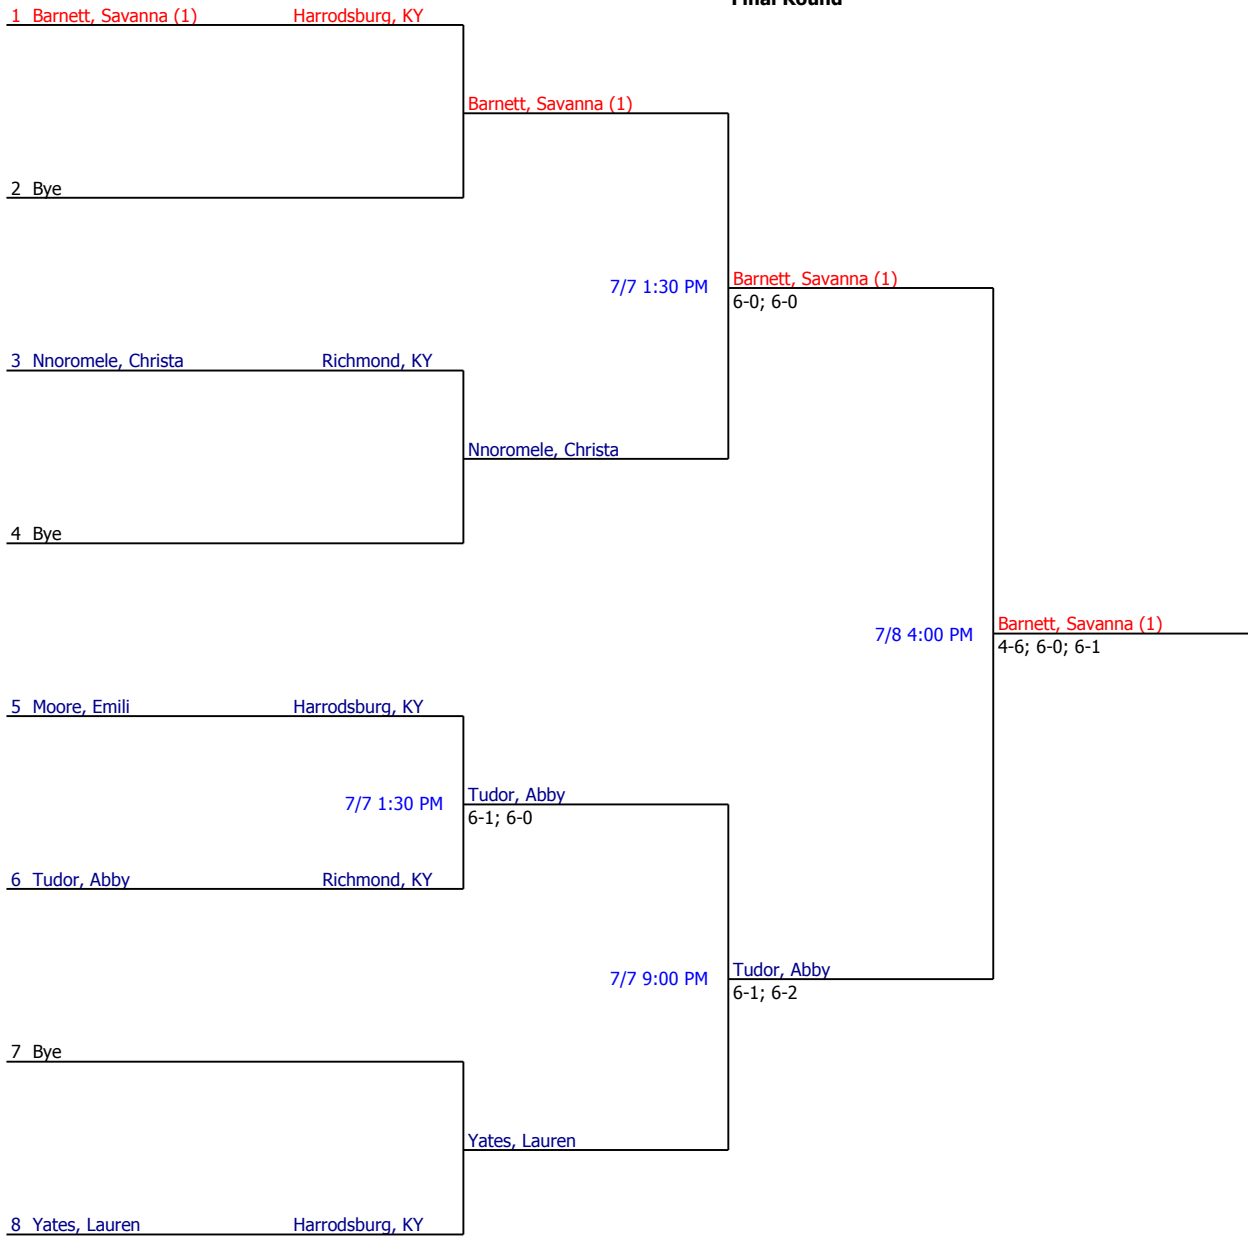 Final Round
1 Barnett, Savanna (1) Harrodsburg, KY
Barnett, Savanna (1)
2 Bye
7/7 1:30 PM
Barnett, Savanna (1)
6-0; 6-0
3 Nnoromele, Christa Richmond, KY
Nnoromele, Christa
4 Bye
7/8 4:00 PM
Barnett, Savanna (1)
4-6; 6-0; 6-1
5 Moore, Emili Harrodsburg, KY
7/7 1:30 PM
Tudor, Abby
6-1; 6-0
6 Tudor, Abby Richmond, KY
7/7 9:00 PM
Tudor, Abby
6-1; 6-2
7 Bye
Yates, Lauren
8 Yates, Lauren Harrodsburg, KY